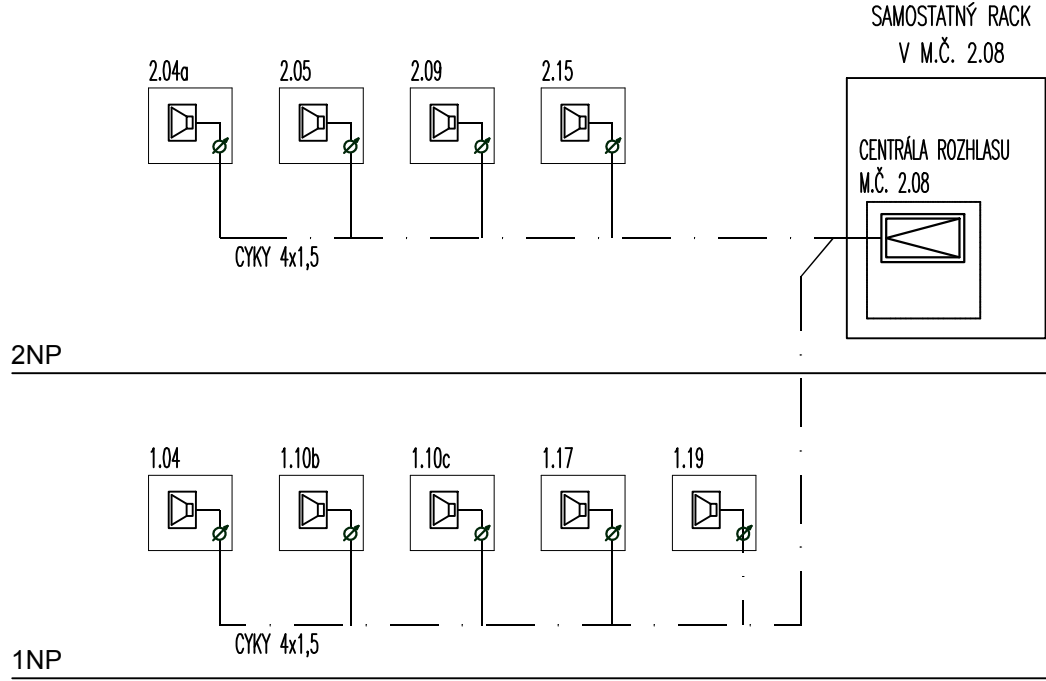 SAMOSTATNÝ RACK
V M.Č. 2.08
2.04a
2.05
2.09
2.15
CENTRÁLA ROZHLASU
M.Č. 2.08
CYKY 4x1,5
2NP
1.04
1.10b
1.10c
1.17
1.19
CYKY 4x1,5
1NP